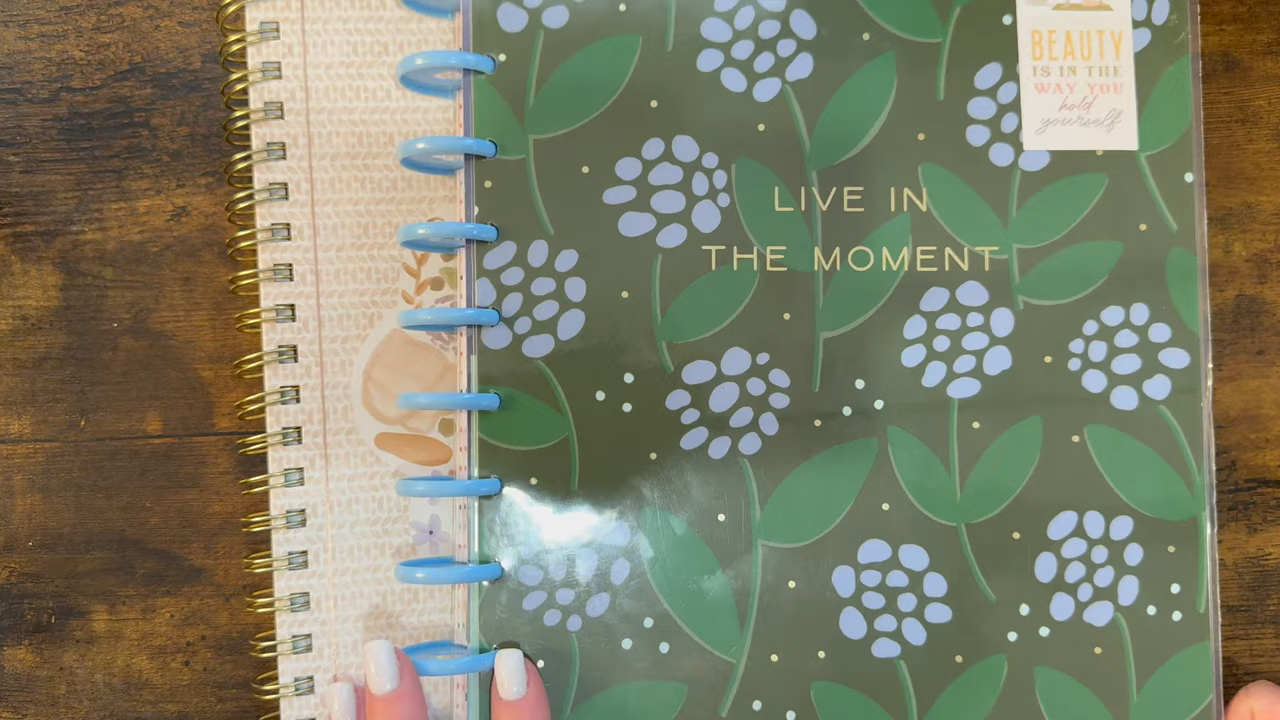 BEAUTY
IS IN THE
WAY YOU
hold
yourself
LIVE IN
THE MOMENT